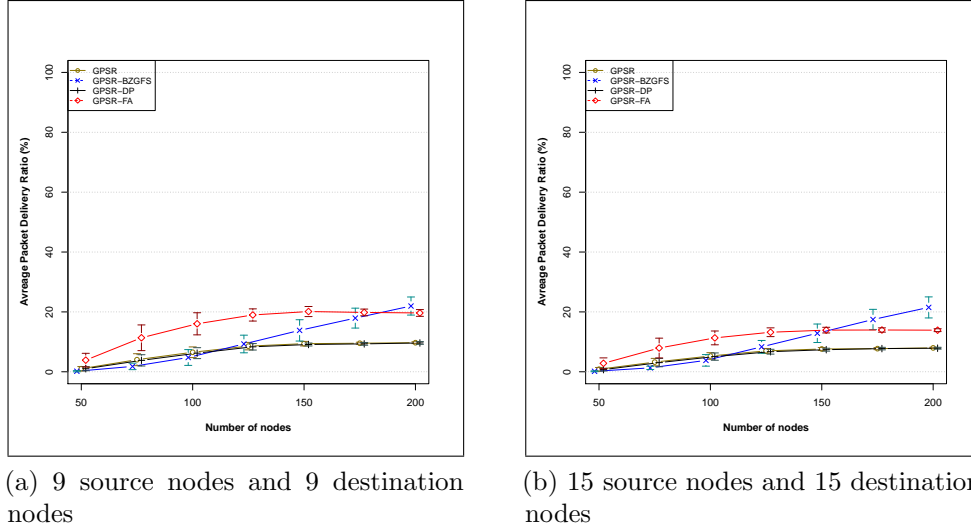 GPSR
GPSR−BZGFS
GPSR−DP
GPSR−FA
Avreage Packet Delivery Ratio (%)
0
20
40
60
80
100
50
100
150
200
Number of nodes
(a) 9 source nodes and 9 destination
nodes
GPSR
GPSR−BZGFS
GPSR−DP
GPSR−FA
Avreage Packet Delivery Ratio (%)
0
20
40
60
80
100
50
100
150
200
Number of nodes
(b) 15 source nodes and 15 destination
nodes